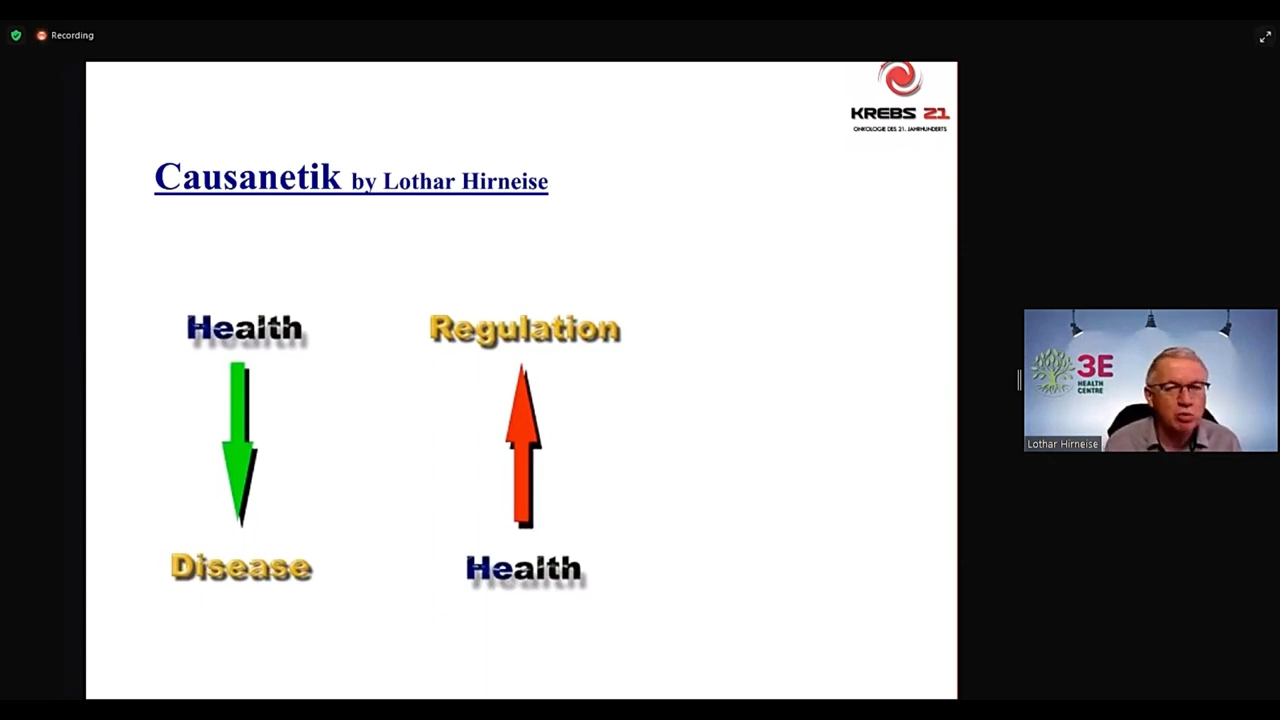 Recording
KREBS 21
ONKOLOGIE DES 21. JAHRHUNDERTS
Causanetik by Lothar Hirneise
Health
Regulation
Disease
Health
3E
HEALTH
CENTRE
Lothar Hirneise